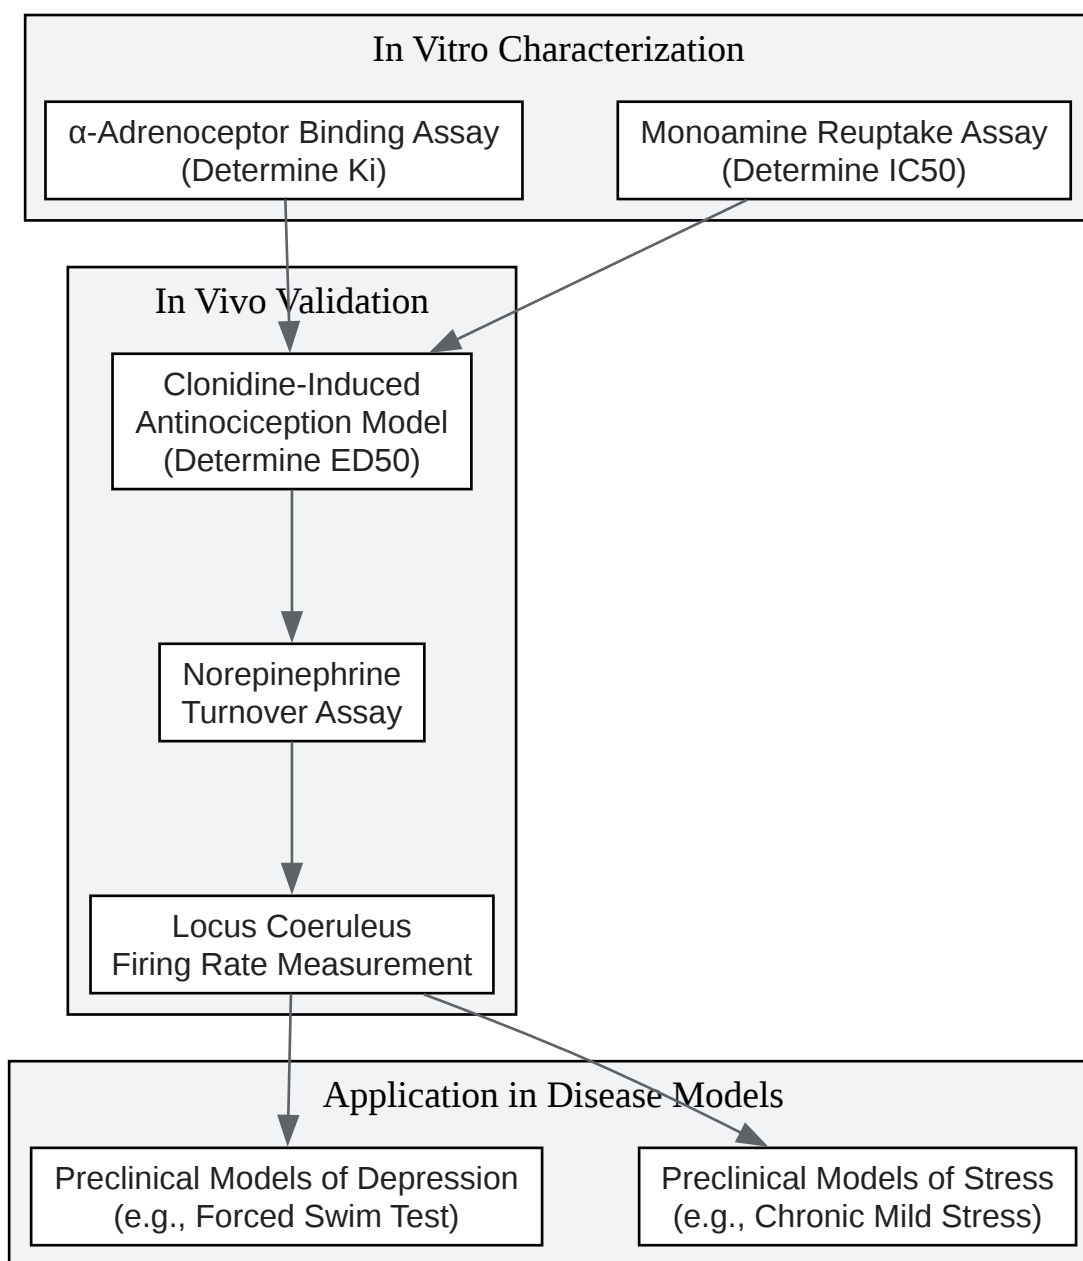 In Vitro Characterization
α-Adrenoceptor Binding Assay
(Determine Ki)
Monoamine Reuptake Assay
(Determine IC50)
In Vivo Validation
Clonidine-Induced
Antinociception Model
(Determine ED50)
Norepinephrine
Turnover Assay
Locus Coeruleus
Firing Rate Measurement
Application in Disease Models
Preclinical Models of Depression
(e.g., Forced Swim Test)
Preclinical Models of Stress
(e.g., Chronic Mild Stress)